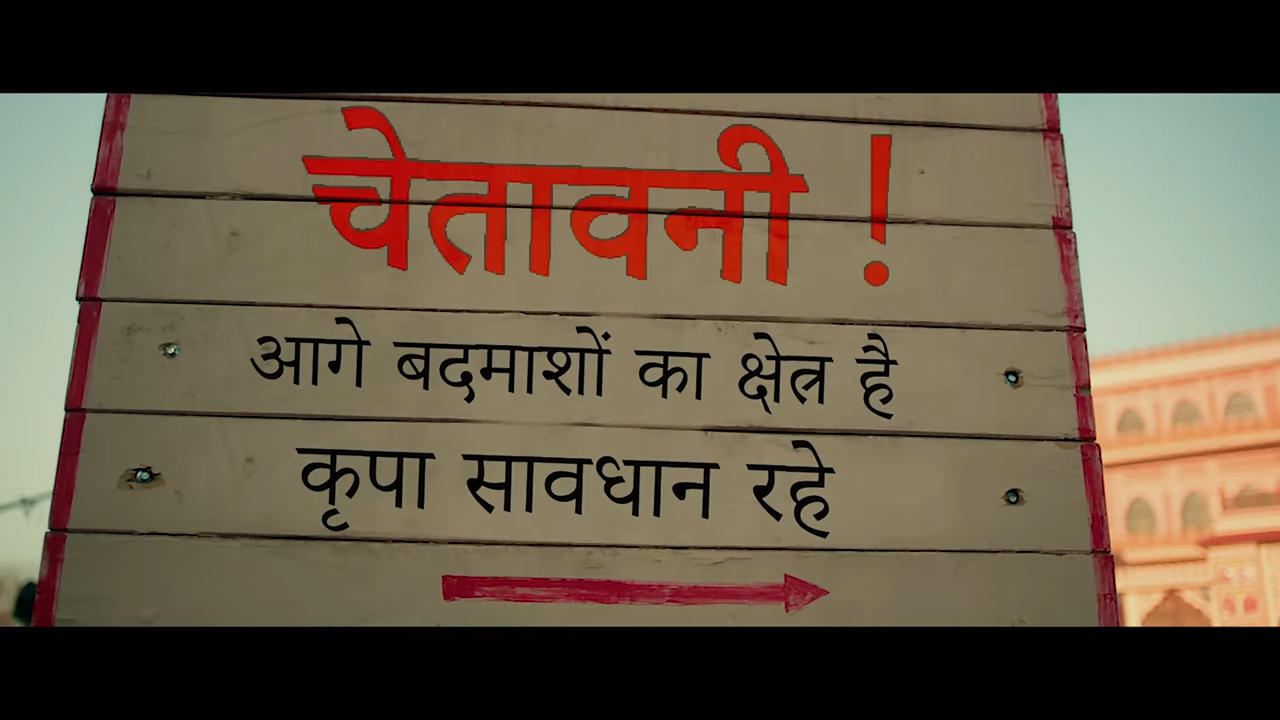 चेतावनी !
आगे बदमाशों का क्षेत्र है
कृपा सावधान रहे